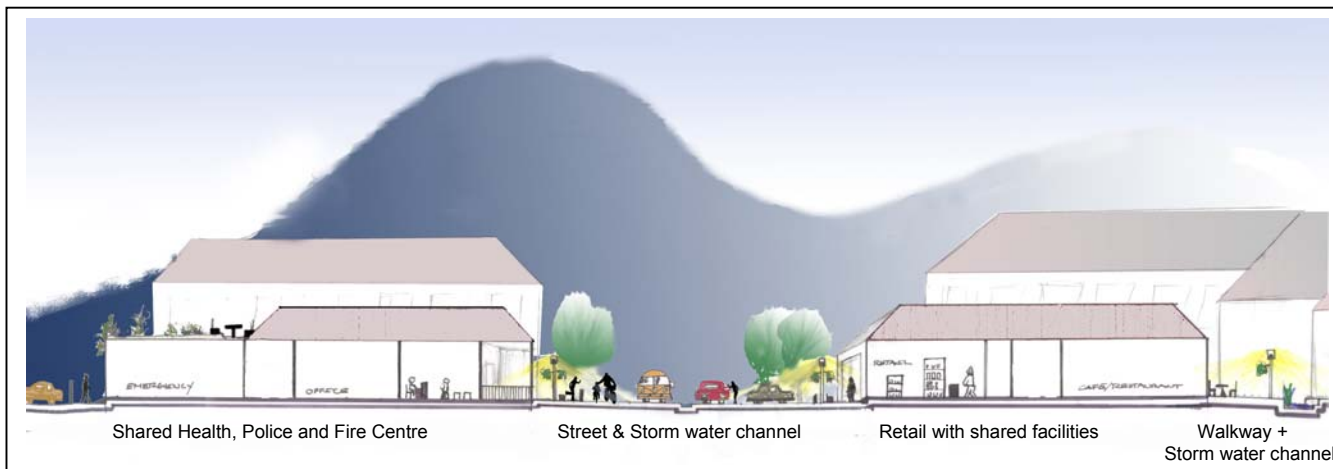 EMERGENCY
OFFICE
RETAIL
CAFÉ/RESTAURANT
Shared Health, Police and Fire Centre
Street & Storm water channel
Retail with shared facilities
Walkway +
Storm water channel